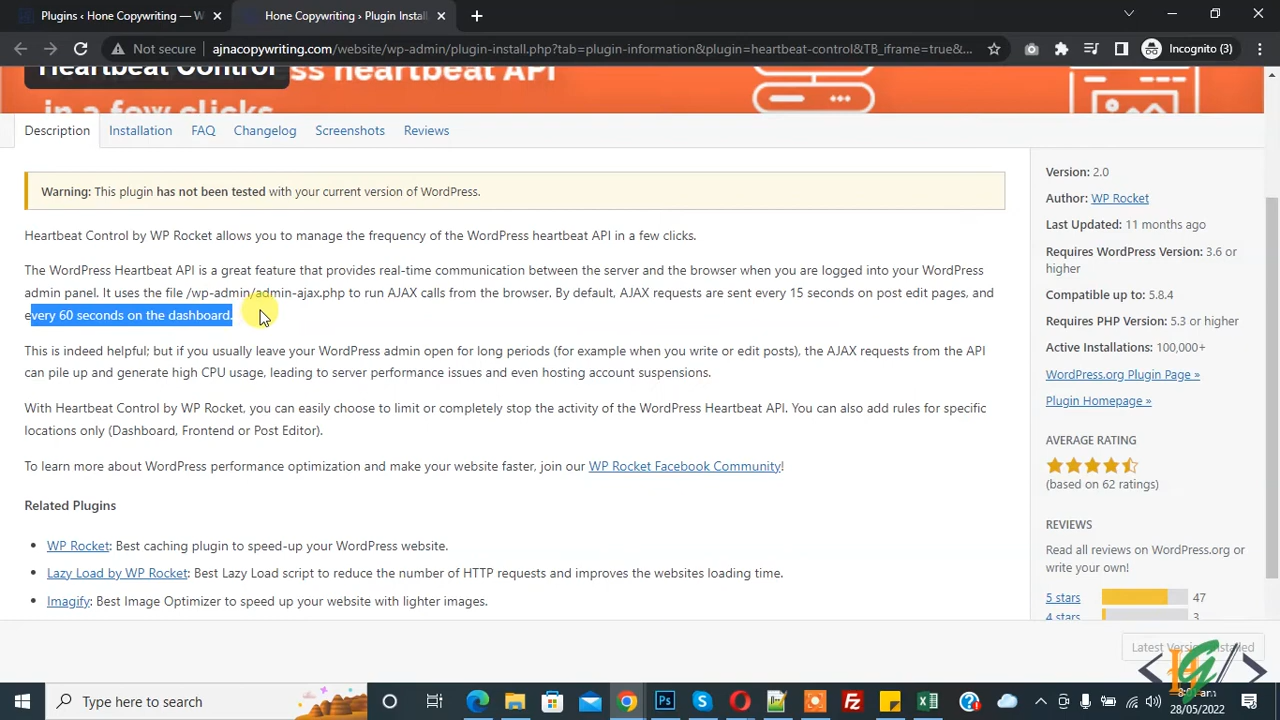 Plugins ‹ Hone Copywriting — W
Hone Copywriting › Plugin Instal
Not secure
ajnacopywriting.com/website/wp-admin/plugin-install.php?tab=plugin-information&plugin=heartbeat-control&TB_iframe=true&...
Incognito (3)
Heartbeat Control
ss heartbeat API
in a few clicks.
Description
Installation
FAQ
Changelog
Screenshots
Reviews
Warning: This plugin has not been tested with your current version of WordPress.
Heartbeat Control by WP Rocket allows you to manage the frequency of the WordPress heartbeat API in a few clicks.
The WordPress Heartbeat API is a great feature that provides real-time communication between the server and the browser when you are logged into your WordPress
admin panel. It uses the file /wp-admin/admin-ajax.php to run AJAX calls from the browser. By default, AJAX requests are sent every 15 seconds on post edit pages, and
every 60 seconds on the dashboard.
This is indeed helpful; but if you usually leave your WordPress admin open for long periods (for example when you write or edit posts), the AJAX requests from the API
can pile up and generate high CPU usage, leading to server performance issues and even hosting account suspensions.
With Heartbeat Control by WP Rocket, you can easily choose to limit or completely stop the activity of the WordPress Heartbeat API. You can also add rules for specific
locations only (Dashboard, Frontend or Post Editor).
To learn more about WordPress performance optimization and make your website faster, join our WP Rocket Facebook Community!
Related Plugins
WP Rocket: Best caching plugin to speed-up your WordPress website.
Lazy Load by WP Rocket: Best Lazy Load script to reduce the number of HTTP requests and improves the websites loading time.
Imagify: Best Image Optimizer to speed up your website with lighter images.
Version: 2.0
Author: WP Rocket
Last Updated: 11 months ago
Requires WordPress Version: 3.6 or
higher
Compatible up to: 5.8.4
Requires PHP Version: 5.3 or higher
Active Installations: 100,000+
WordPress.org Plugin Page »
Plugin Homepage »
AVERAGE RATING
(based on 62 ratings)
REVIEWS
Read all reviews on WordPress.org or
write your own!
5 stars
47
4 stars
3
Latest Version Installed
Type here to search
8:01 am
28/05/2022